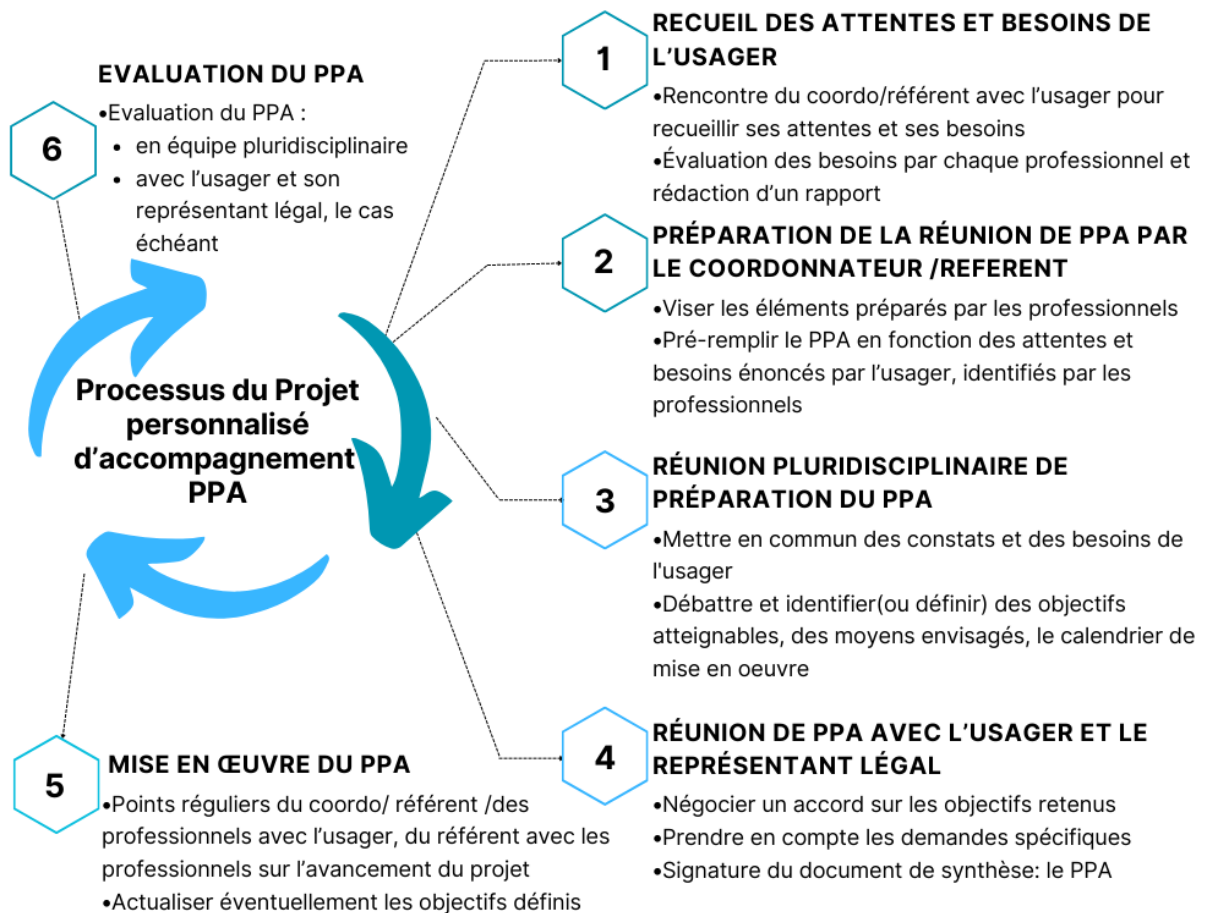 Processus du Projet
personnalisé
d'accompagnement
PPA
1
RECUEIL DES ATTENTES ET BESOINS DE
L'USAGER
•Rencontre du coordo/référent avec l'usager pour
recueillir ses attentes et ses besoins
•Évaluation des besoins par chaque professionnel et
rédaction d'un rapport
2
PRÉPARATION DE LA RÉUNION DE PPA PAR
LE COORDONNATEUR /REFERENT
•Viser les éléments préparés par les professionnels
•Pré-remplir le PPA en fonction des attentes et
besoins énoncés par l'usager, identifiés par les
professionnels
3
RÉUNION PLURIDISCIPLINAIRE DE
PRÉPARATION DU PPA
•Mettre en commun des constats et des besoins de
l'usager
•Débattre et identifier(ou définir) des objectifs
atteignables, des moyens envisagés, le calendrier de
mise en oeuvre
4
RÉUNION DE PPA AVEC L'USAGER ET LE
REPRÉSENTANT LÉGAL
•Négocier un accord sur les objectifs retenus
•Prendre en compte les demandes spécifiques
•Signature du document de synthèse: le PPA
5
MISE EN ŒUVRE DU PPA
•Points réguliers du coordo/ référent /des
professionnels avec l'usager, du référent avec les
professionnels sur l'avancement du projet
•Actualiser éventuellement les objectifs définis
6
EVALUATION DU PPA
•Evaluation du PPA :
• en équipe pluridisciplinaire
• avec l'usager et son
représentant légal, le cas
échéant